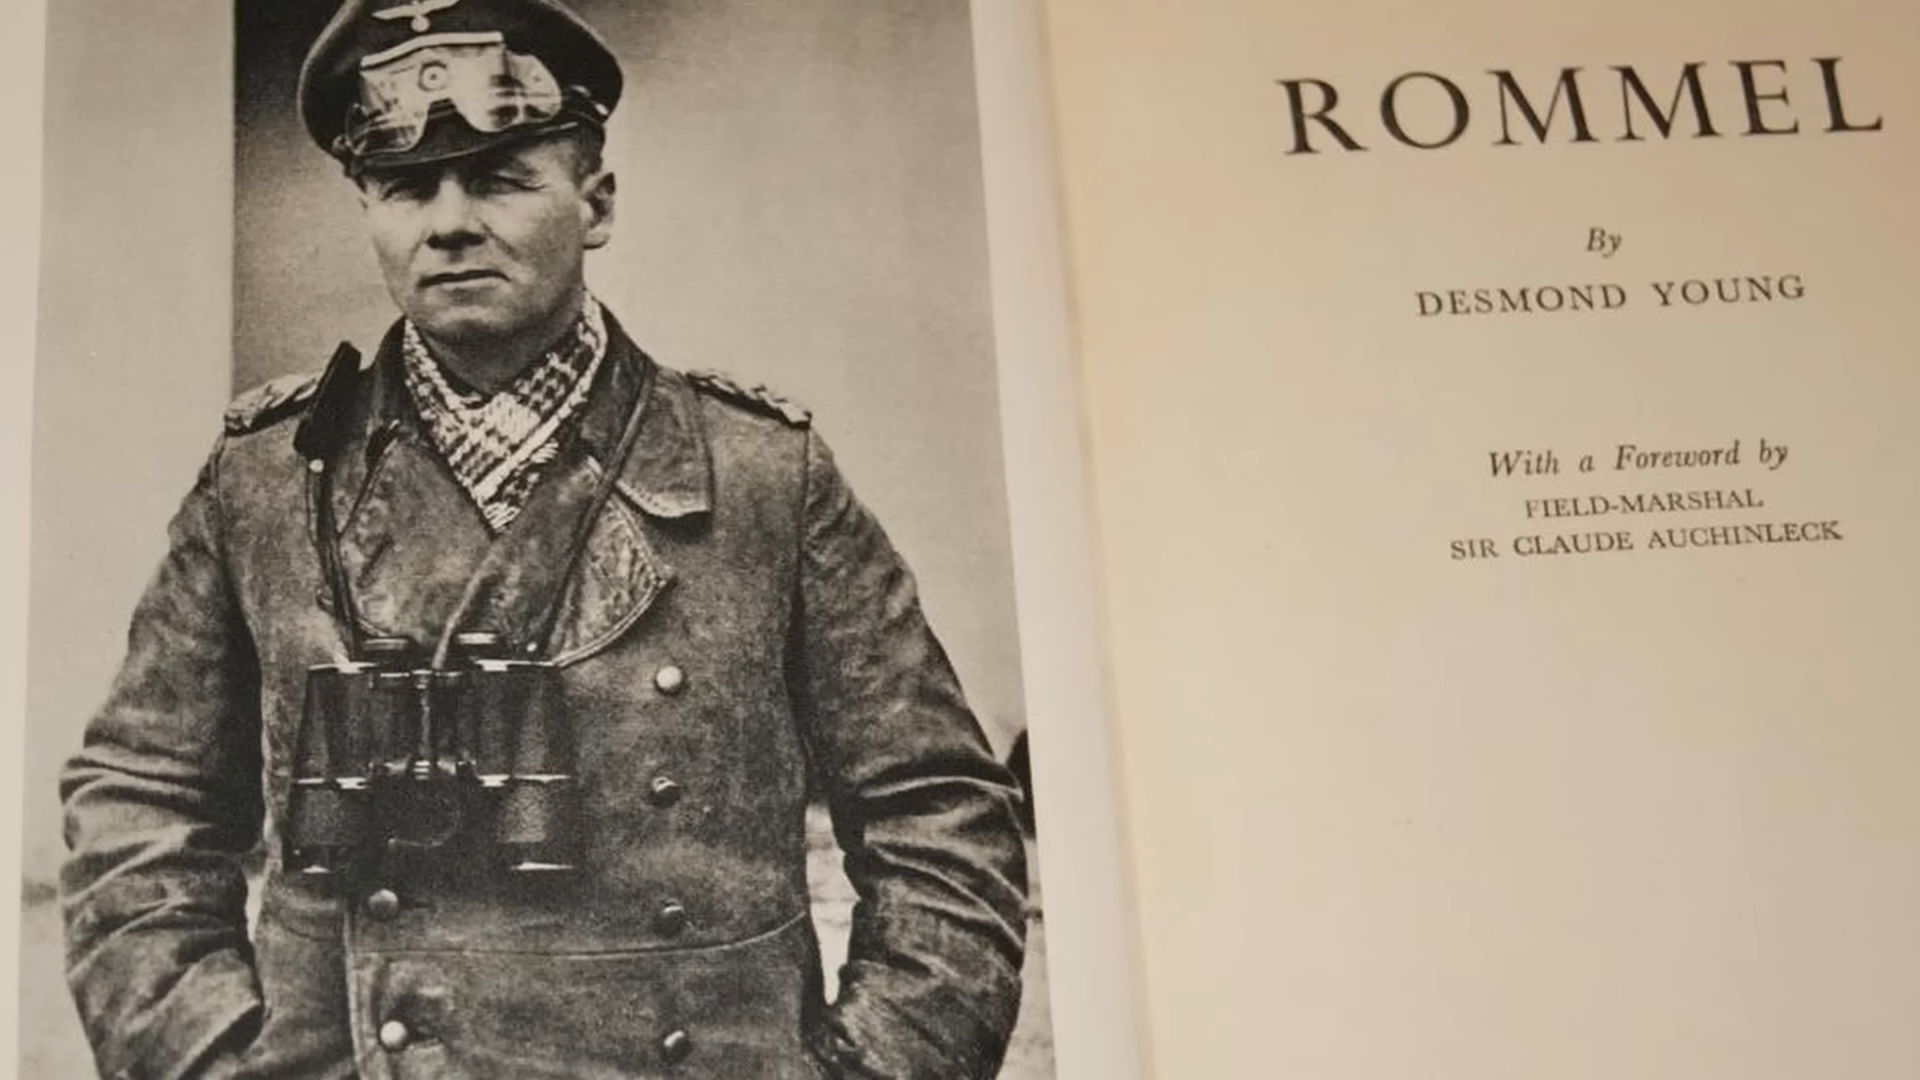 ROMMEL
By
DESMOND YOUNG
With a Foreword by
FIELD-MARSHAL
SIR CLAUDE AUCHINLECK